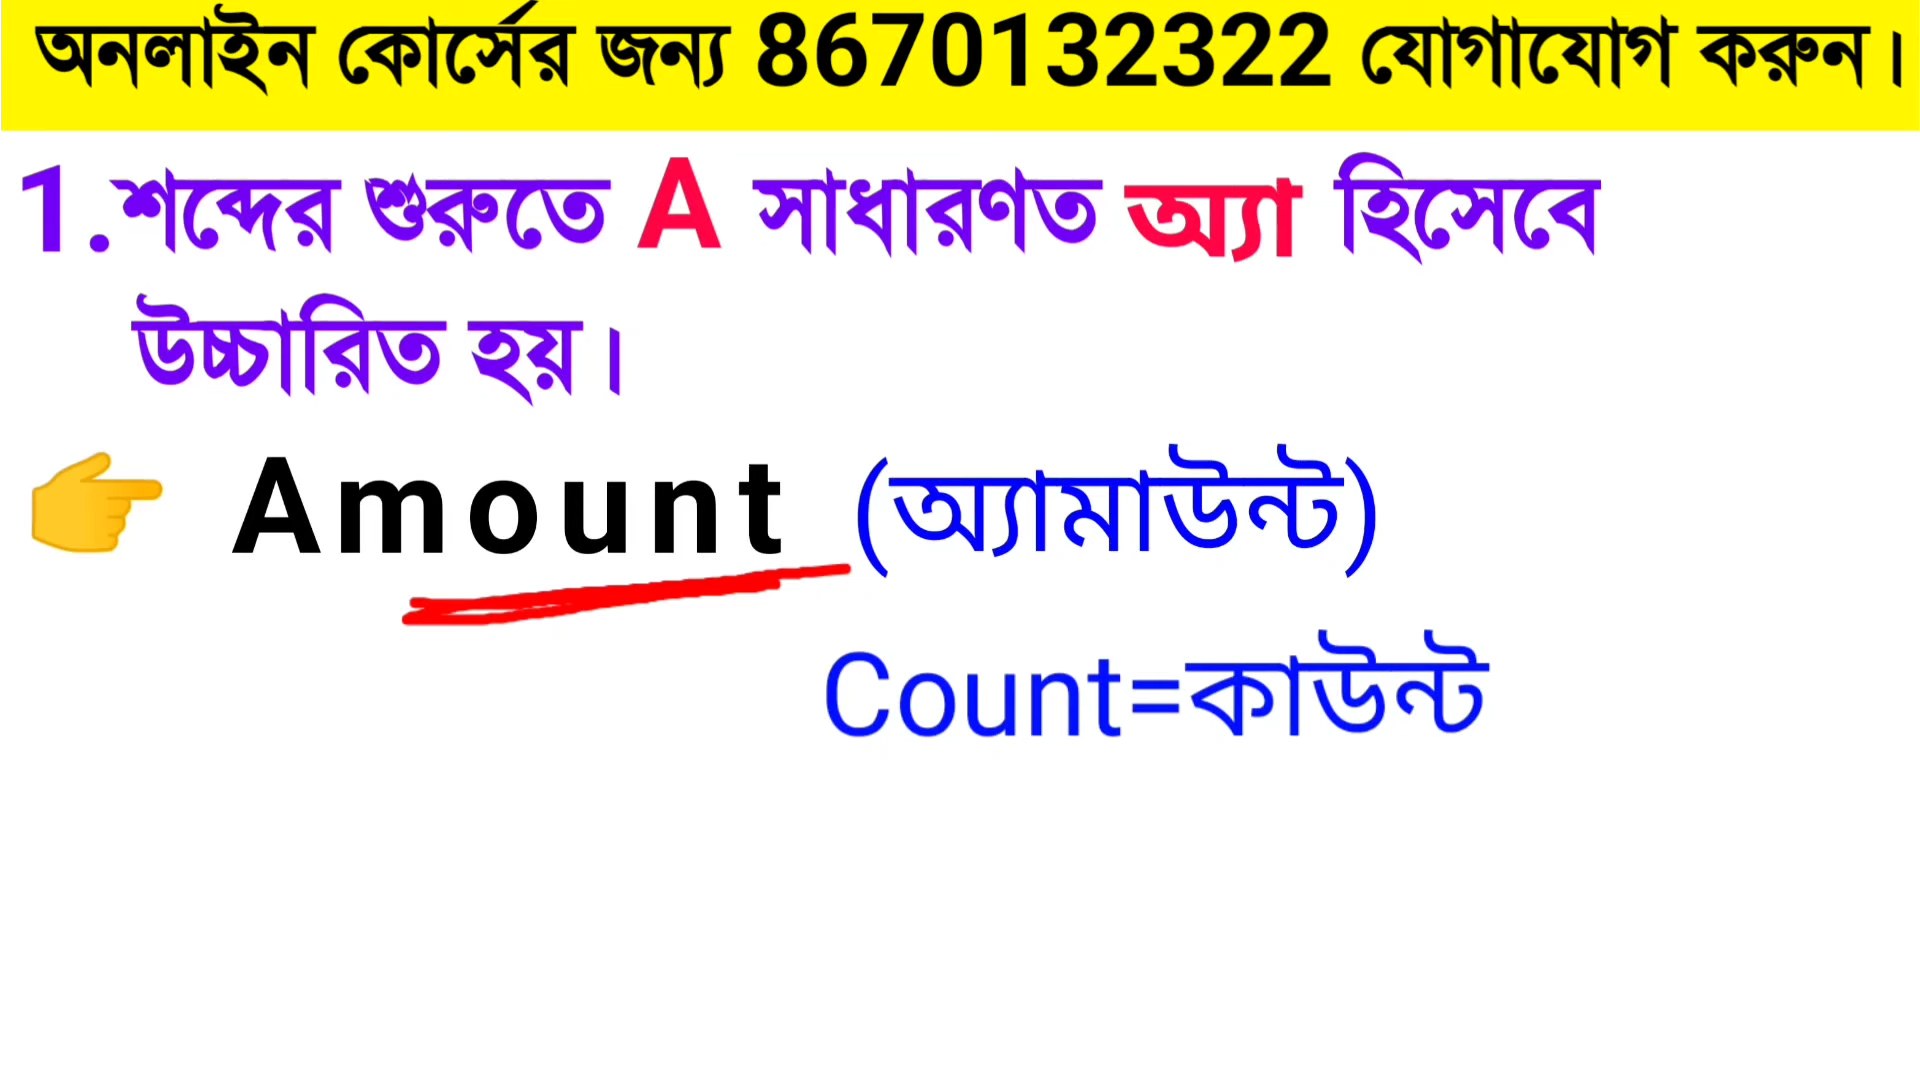 অনলাইন কোর্সের জন্য 8670132322 যোগাযোগ করুন।
1.শব্দের শুরুতে A সাধারণত অ্যা হিসেবে
উচ্চারিত হয়।
Amount (অ্যামাউন্ট)
Count=কাউন্ট